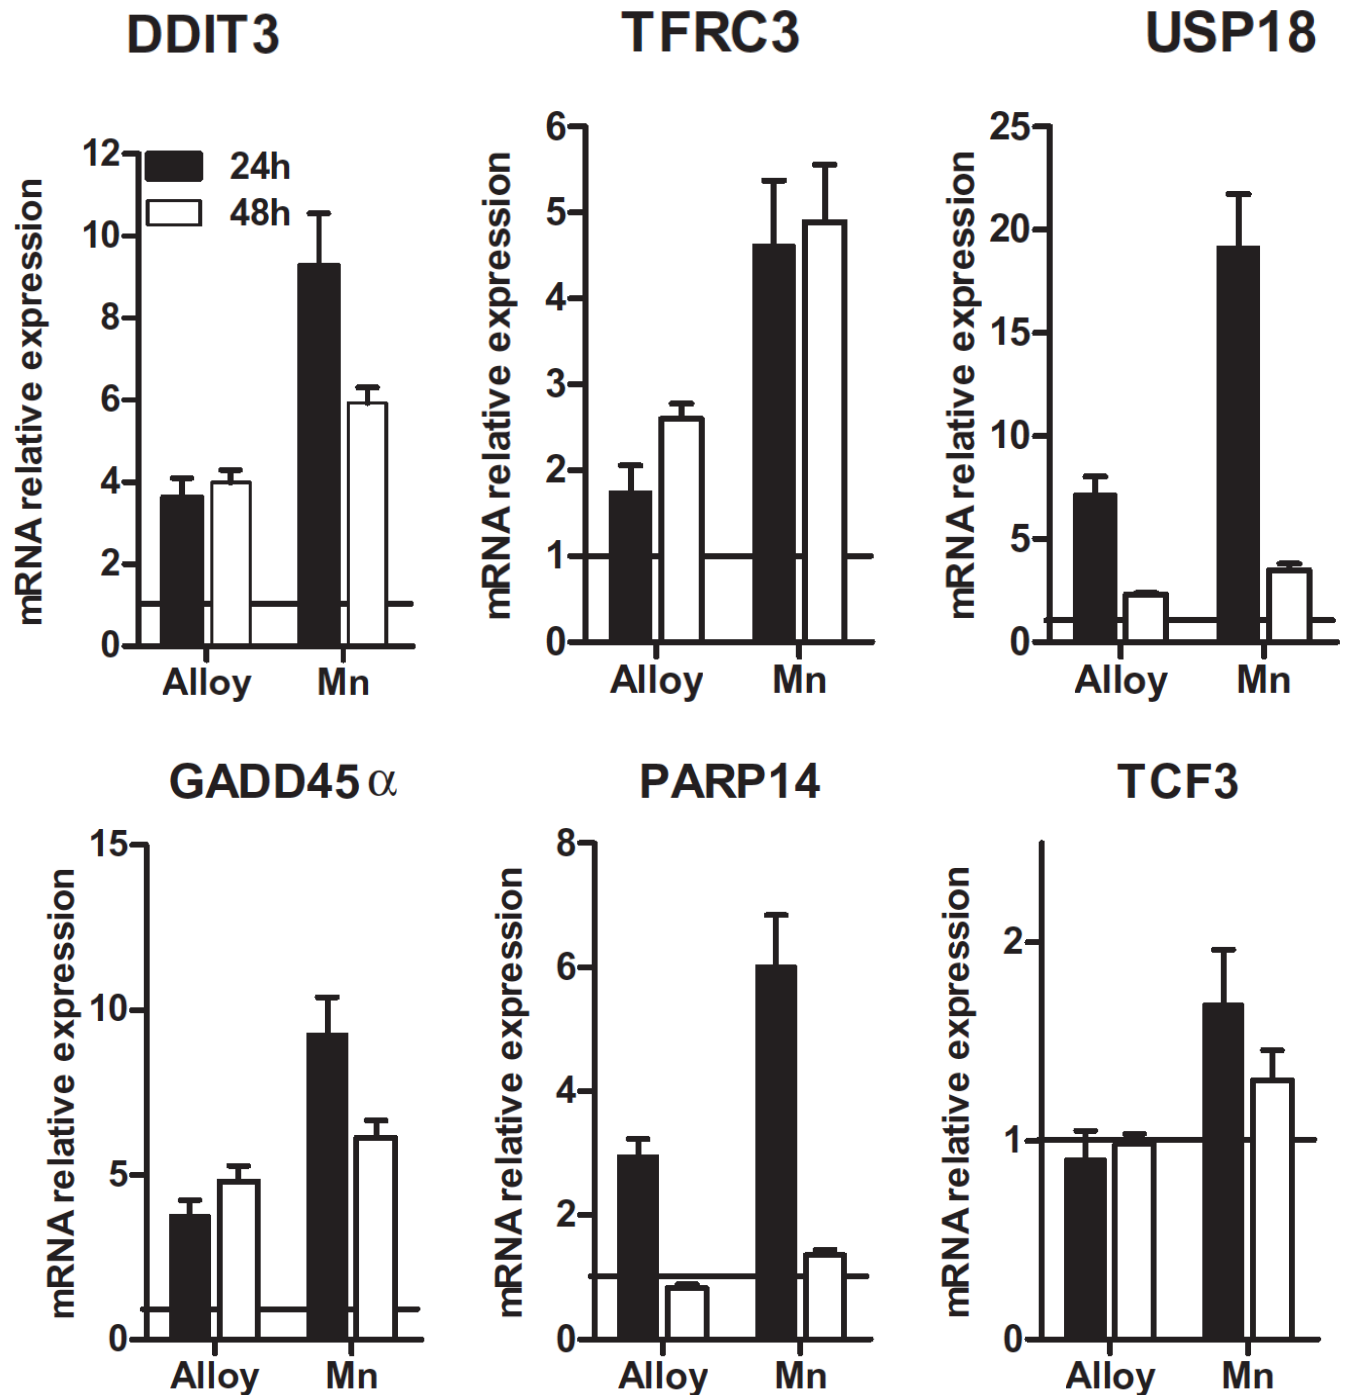 DDIT3
mRNA relative expression
12
10
8
6
4
2
0
24h
48h
Alloy Mn
TFRC3
mRNA relative expression
6
5
4
3
2
1
0
Alloy Mn
USP18
mRNA relative expression
25
20
15
10
5
0
Alloy Mn
GADD45α
mRNA relative expression
15
10
5
0
Alloy Mn
PARP14
mRNA relative expression
8
6
4
2
0
Alloy Mn
TCF3
mRNA relative expression
2
1
0
Alloy Mn